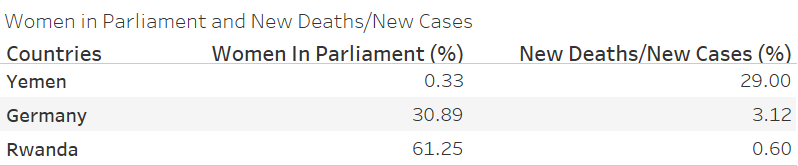 Women in Parliament and New Deaths/New Cases
Countries Women In Parliament (%) New Deaths/New Cases (%)
Yemen 0.33 29.00
Germany 30.89 3.12
Rwanda 61.25 0.60